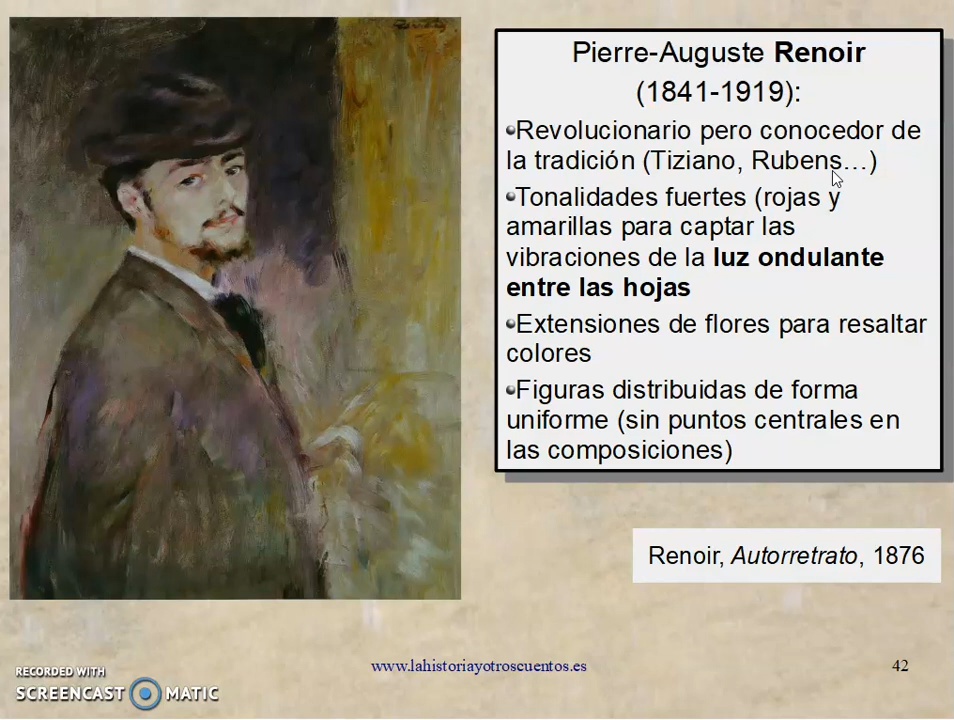 Pierre-Auguste Renoir
(1841-1919):
•Revolucionario pero conocedor de
la tradición (Tiziano, Rubens...)
•Tonalidades fuertes (rojas y
amarillas para captar las
vibraciones de la luz ondulante
entre las hojas
•Extensiones de flores para resaltar
colores
•Figuras distribuidas de forma
uniforme (sin puntos centrales en
las composiciones)
Renoir, Autorretrato, 1876
www.lahistoriayotroscuentos.es
42
RECORDED WITH
SCREENCAST MATIC